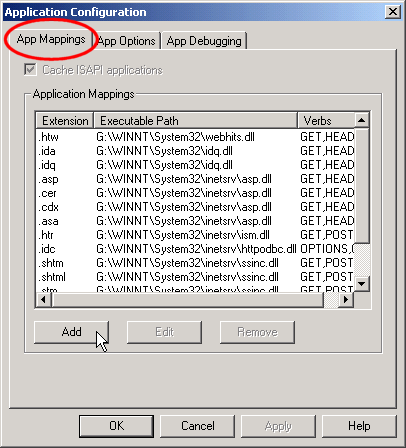 Application Configuration
App Mappings App Options App Debugging
Cache ISAPI applications
Application Mappings
Extension Executable Path Verbs
.htw G:\WINNT\System32\webhits.dll GET,HEAD
.ida G:\WINNT\System32\idq.dll GET,HEAD
.idq G:\WINNT\System32\idq.dll GET,HEAD
.asp G:\WINNT\System32\inetsrv\asp.dll GET,HEAD
.cer G:\WINNT\System32\inetsrv\asp.dll GET,HEAD
.cdx G:\WINNT\System32\inetsrv\asp.dll GET,HEAD
.asa G:\WINNT\System32\inetsrv\asp.dll GET,HEAD
.htr G:\WINNT\System32\inetsrv\ism.dll GET,POST
.idc G:\WINNT\System32\inetsrv\httpodbc.dll OPTIONS,
.shtm G:\WINNT\System32\inetsrv\ssinc.dll GET,POST
.shtml G:\WINNT\System32\inetsrv\ssinc.dll GET,POST
.stm G:\WINNT\System32\inetsrv\ssinc.dll GET,POST
Add Edit Remove
OK Cancel Apply Help